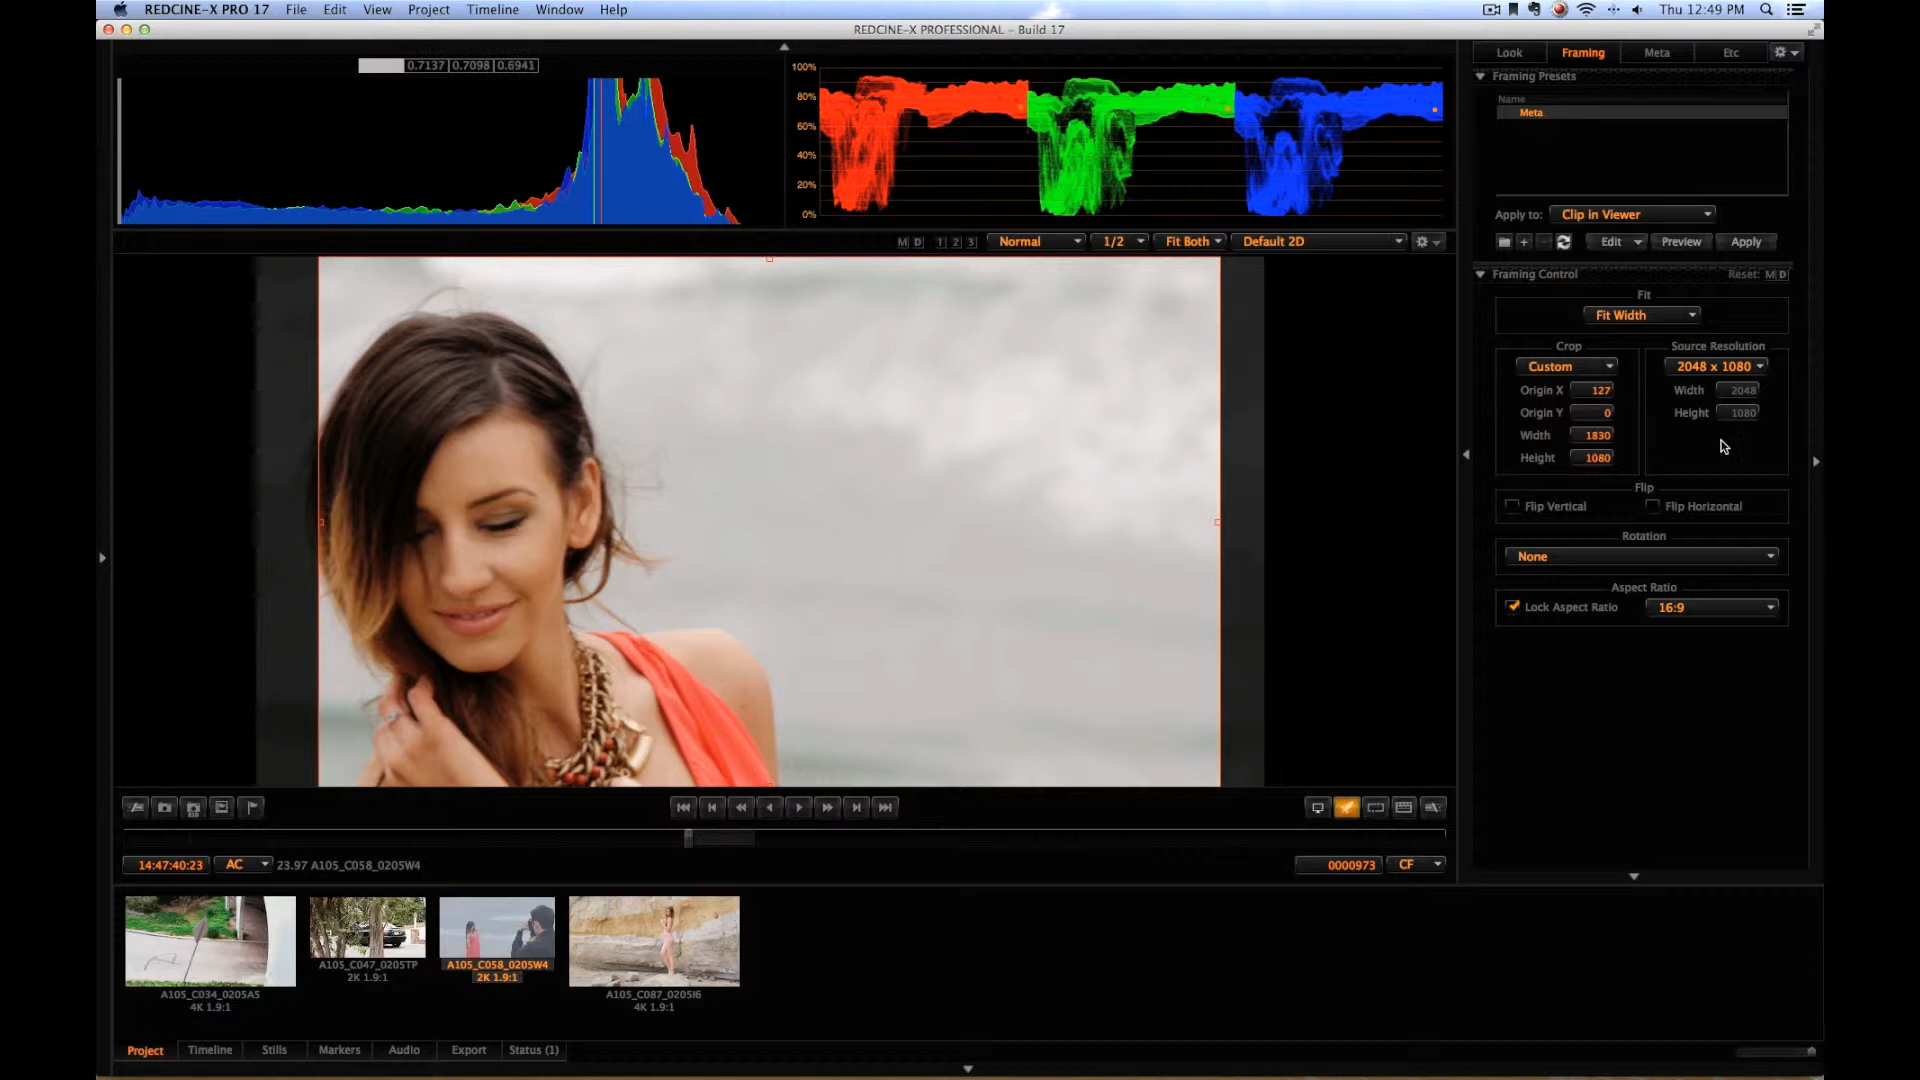 REDCINE-X PRO 17 File Edit View Project Timeline Window Help Thu 12:49 PM
REDCINE-X PROFESSIONAL - Build 17
Look Framing Meta Etc
0.7137 0.7098 0.6941
100%
80%
60%
40%
20%
0%
Framing Presets
Name
Meta
Apply to: Clip in Viewer
M D 1 2 3 Normal 1/2 Fit Both Default 2D
+ - Edit Preview Apply
Framing Control Reset: M D
Fit
Fit Width
Crop Source Resolution
Custom 2048 x 1080
Origin X 127 Width 2048
Origin Y 0 Height 1080
Width 1830
Height 1080
Flip
Flip Vertical Flip Horizontal
Rotation
None
Aspect Ratio
Lock Aspect Ratio 16:9
14:47:40:23 AC 23.97 A105_C058_0205W4 0000973 CF
A105_C034_0205A5
4K 1.9:1
A105_C047_0205TP
2K 1.9:1
A105_C058_0205W4
2K 1.9:1
A105_C087_0205I6
4K 1.9:1
Project Timeline Stills Markers Audio Export Status (1)